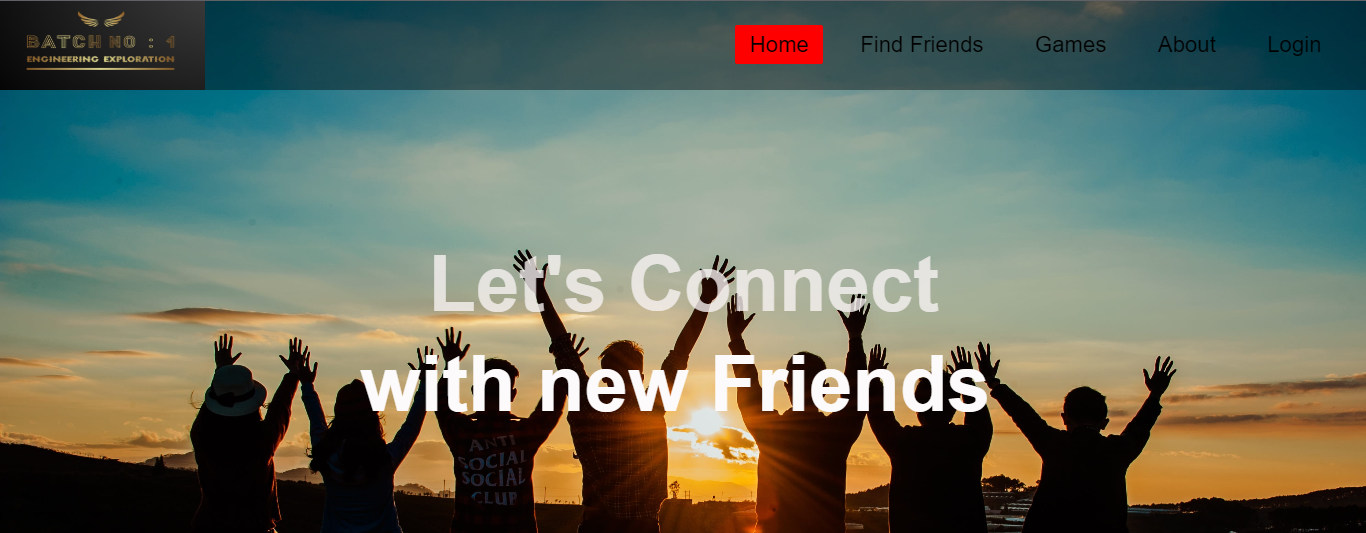 BATCH NO : 1
ENGINEERING EXPLORATION
Home Find Friends Games About Login
Let's Connect
with new Friends
ANTI
SOCIAL
SOCIAL
CLUB